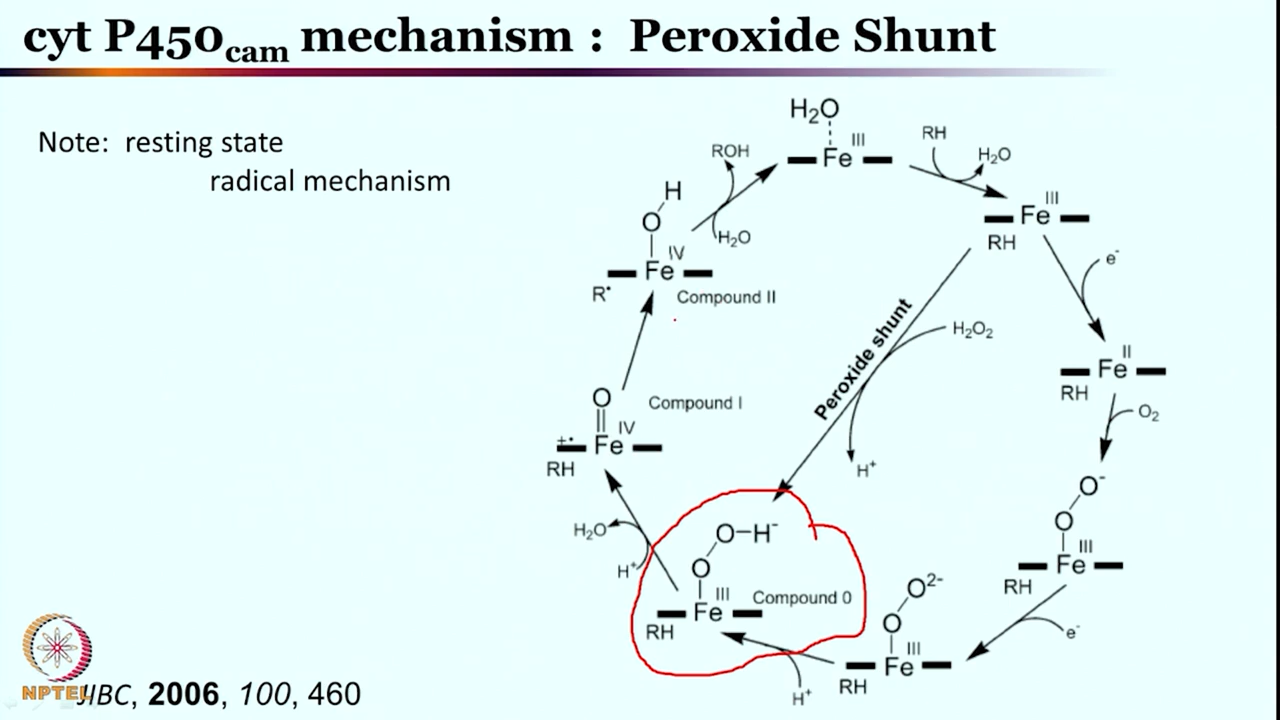 cyt P450cam mechanism : Peroxide Shunt
Note: resting state
radical mechanism
H2O
III
Fe
RH
H2O
III
Fe
RH
e-
II
Fe
RH
O2
O-
O
III
Fe
RH
e-
O2-
O
III
Fe
RH
H+
O-H-
O
III
Fe
Compound 0
RH
H2O
H+
O
IV
Fe
+•
RH
Compound I
H
O
IV
Fe
R•
Compound II
ROH
H2O
Peroxide shunt
H2O2
H+
NPTEL
JIBC, 2006, 100, 460